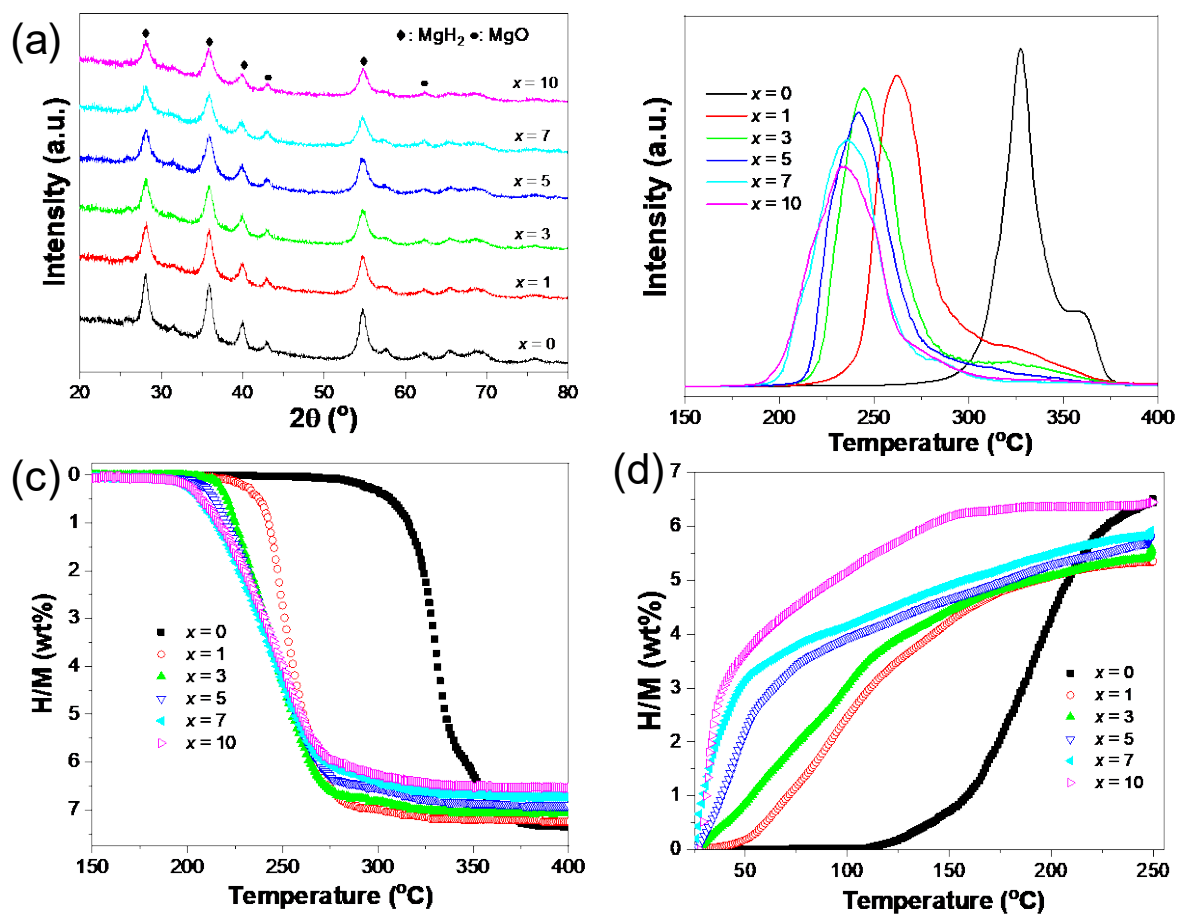 (a)
♦: MgH₂ ●: MgO
x = 10
x = 7
x = 5
x = 3
x = 1
x = 0
Intensity (a.u.)
20 30 40 50 60 70 80
2θ (º)
x = 0
x = 1
x = 3
x = 5
x = 7
x = 10
Intensity (a.u.)
150 200 250 300 350 400
Temperature (ºC)
(c)
0
1
2
3
4
5
6
7
H/M (wt%)
x = 0
x = 1
x = 3
x = 5
x = 7
x = 10
150 200 250 300 350 400
Temperature (ºC)
(d)
7
6
5
4
3
2
1
0
H/M (wt%)
x = 0
x = 1
x = 3
x = 5
x = 7
x = 10
50 100 150 200 250
Temperature (ºC)